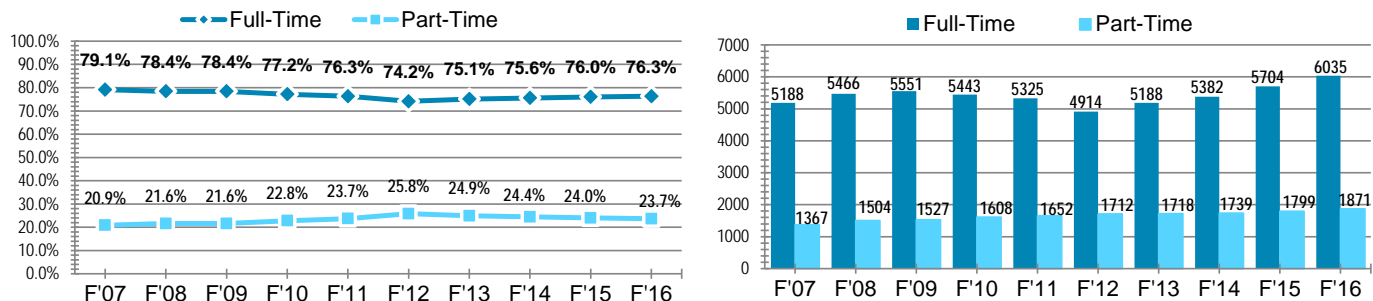 Full-Time Part-Time
100.0%
90.0%
80.0%
70.0%
60.0%
50.0%
40.0%
30.0%
20.0%
10.0%
0.0%
79.1% 78.4% 78.4% 77.2% 76.3% 74.2% 75.1% 75.6% 76.0% 76.3%
20.9% 21.6% 21.6% 22.8% 23.7% 25.8% 24.9% 24.4% 24.0% 23.7%
F'07 F'08 F'09 F'10 F'11 F'12 F'13 F'14 F'15 F'16
Full-Time Part-Time
7000
6000
5000
4000
3000
2000
1000
0
5188 5466 5551 5443 5325 4914 5188 5382 5704 6035
1367 1504 1527 1608 1652 1712 1718 1739 1799 1871
F'07 F'08 F'09 F'10 F'11 F'12 F'13 F'14 F'15 F'16